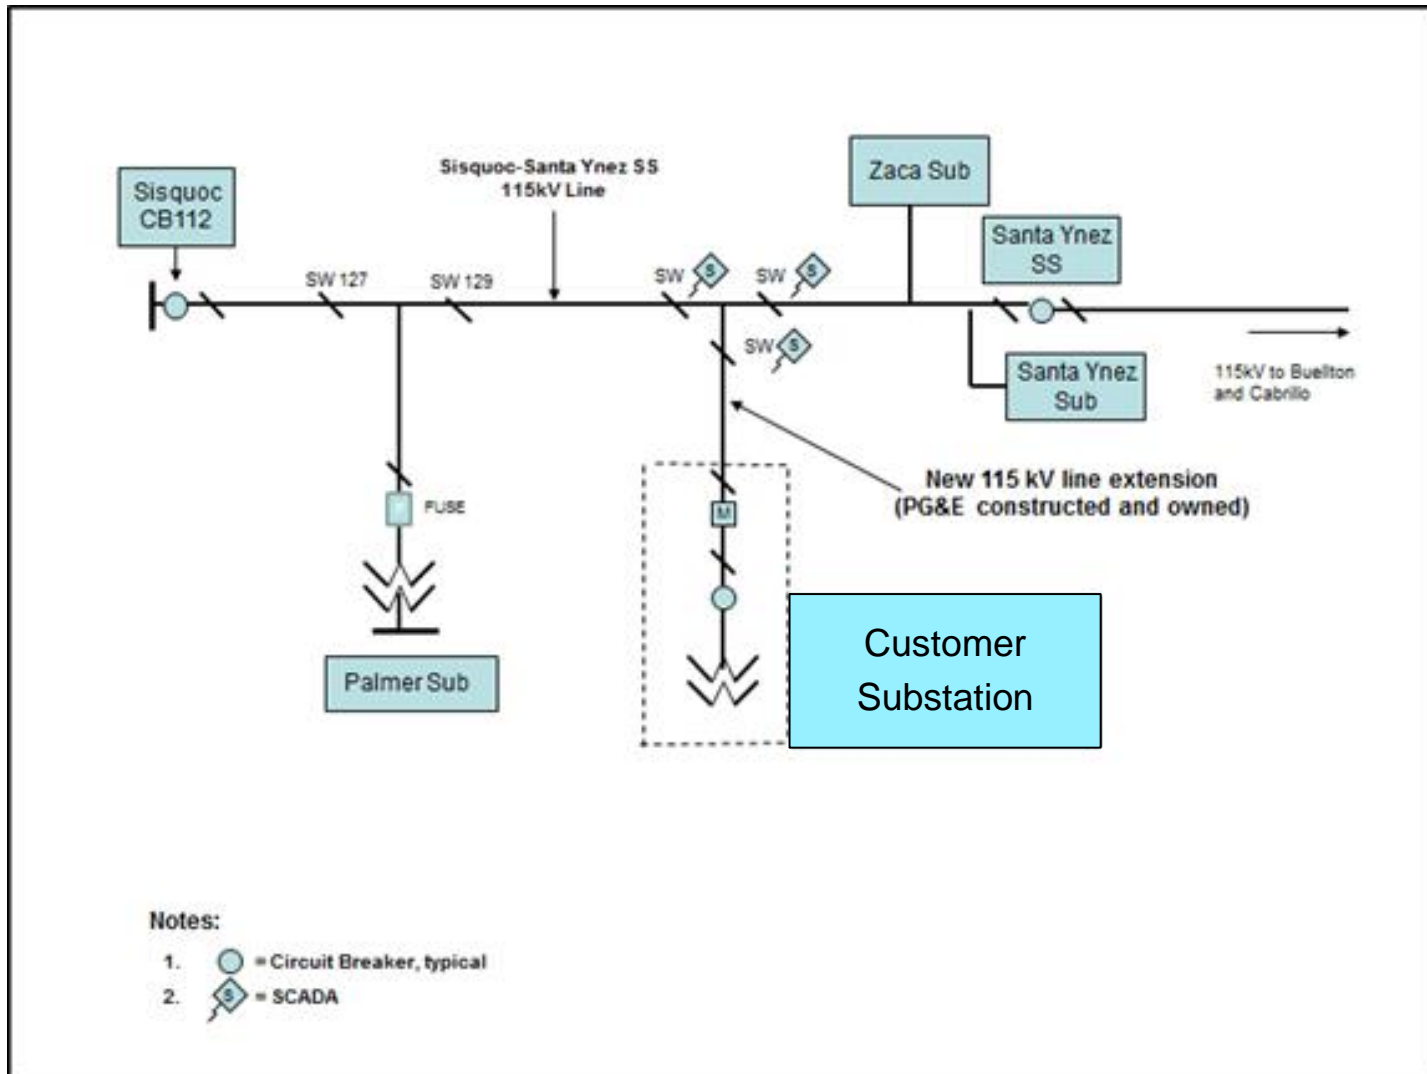 Sisquoc-Santa Ynez SS
115kV Line
Zaca Sub
Sisquoc
CB112
Santa Ynez
SS
SW 127
SW 129
SW S
SW S
SW S
Santa Ynez
Sub
115kV to Buellton
and Cabrillo
New 115 kV line extension
(PG&E constructed and owned)
FUSE
M
Customer
Substation
Palmer Sub
Notes:
1. = Circuit Breaker, typical
2. S = SCADA